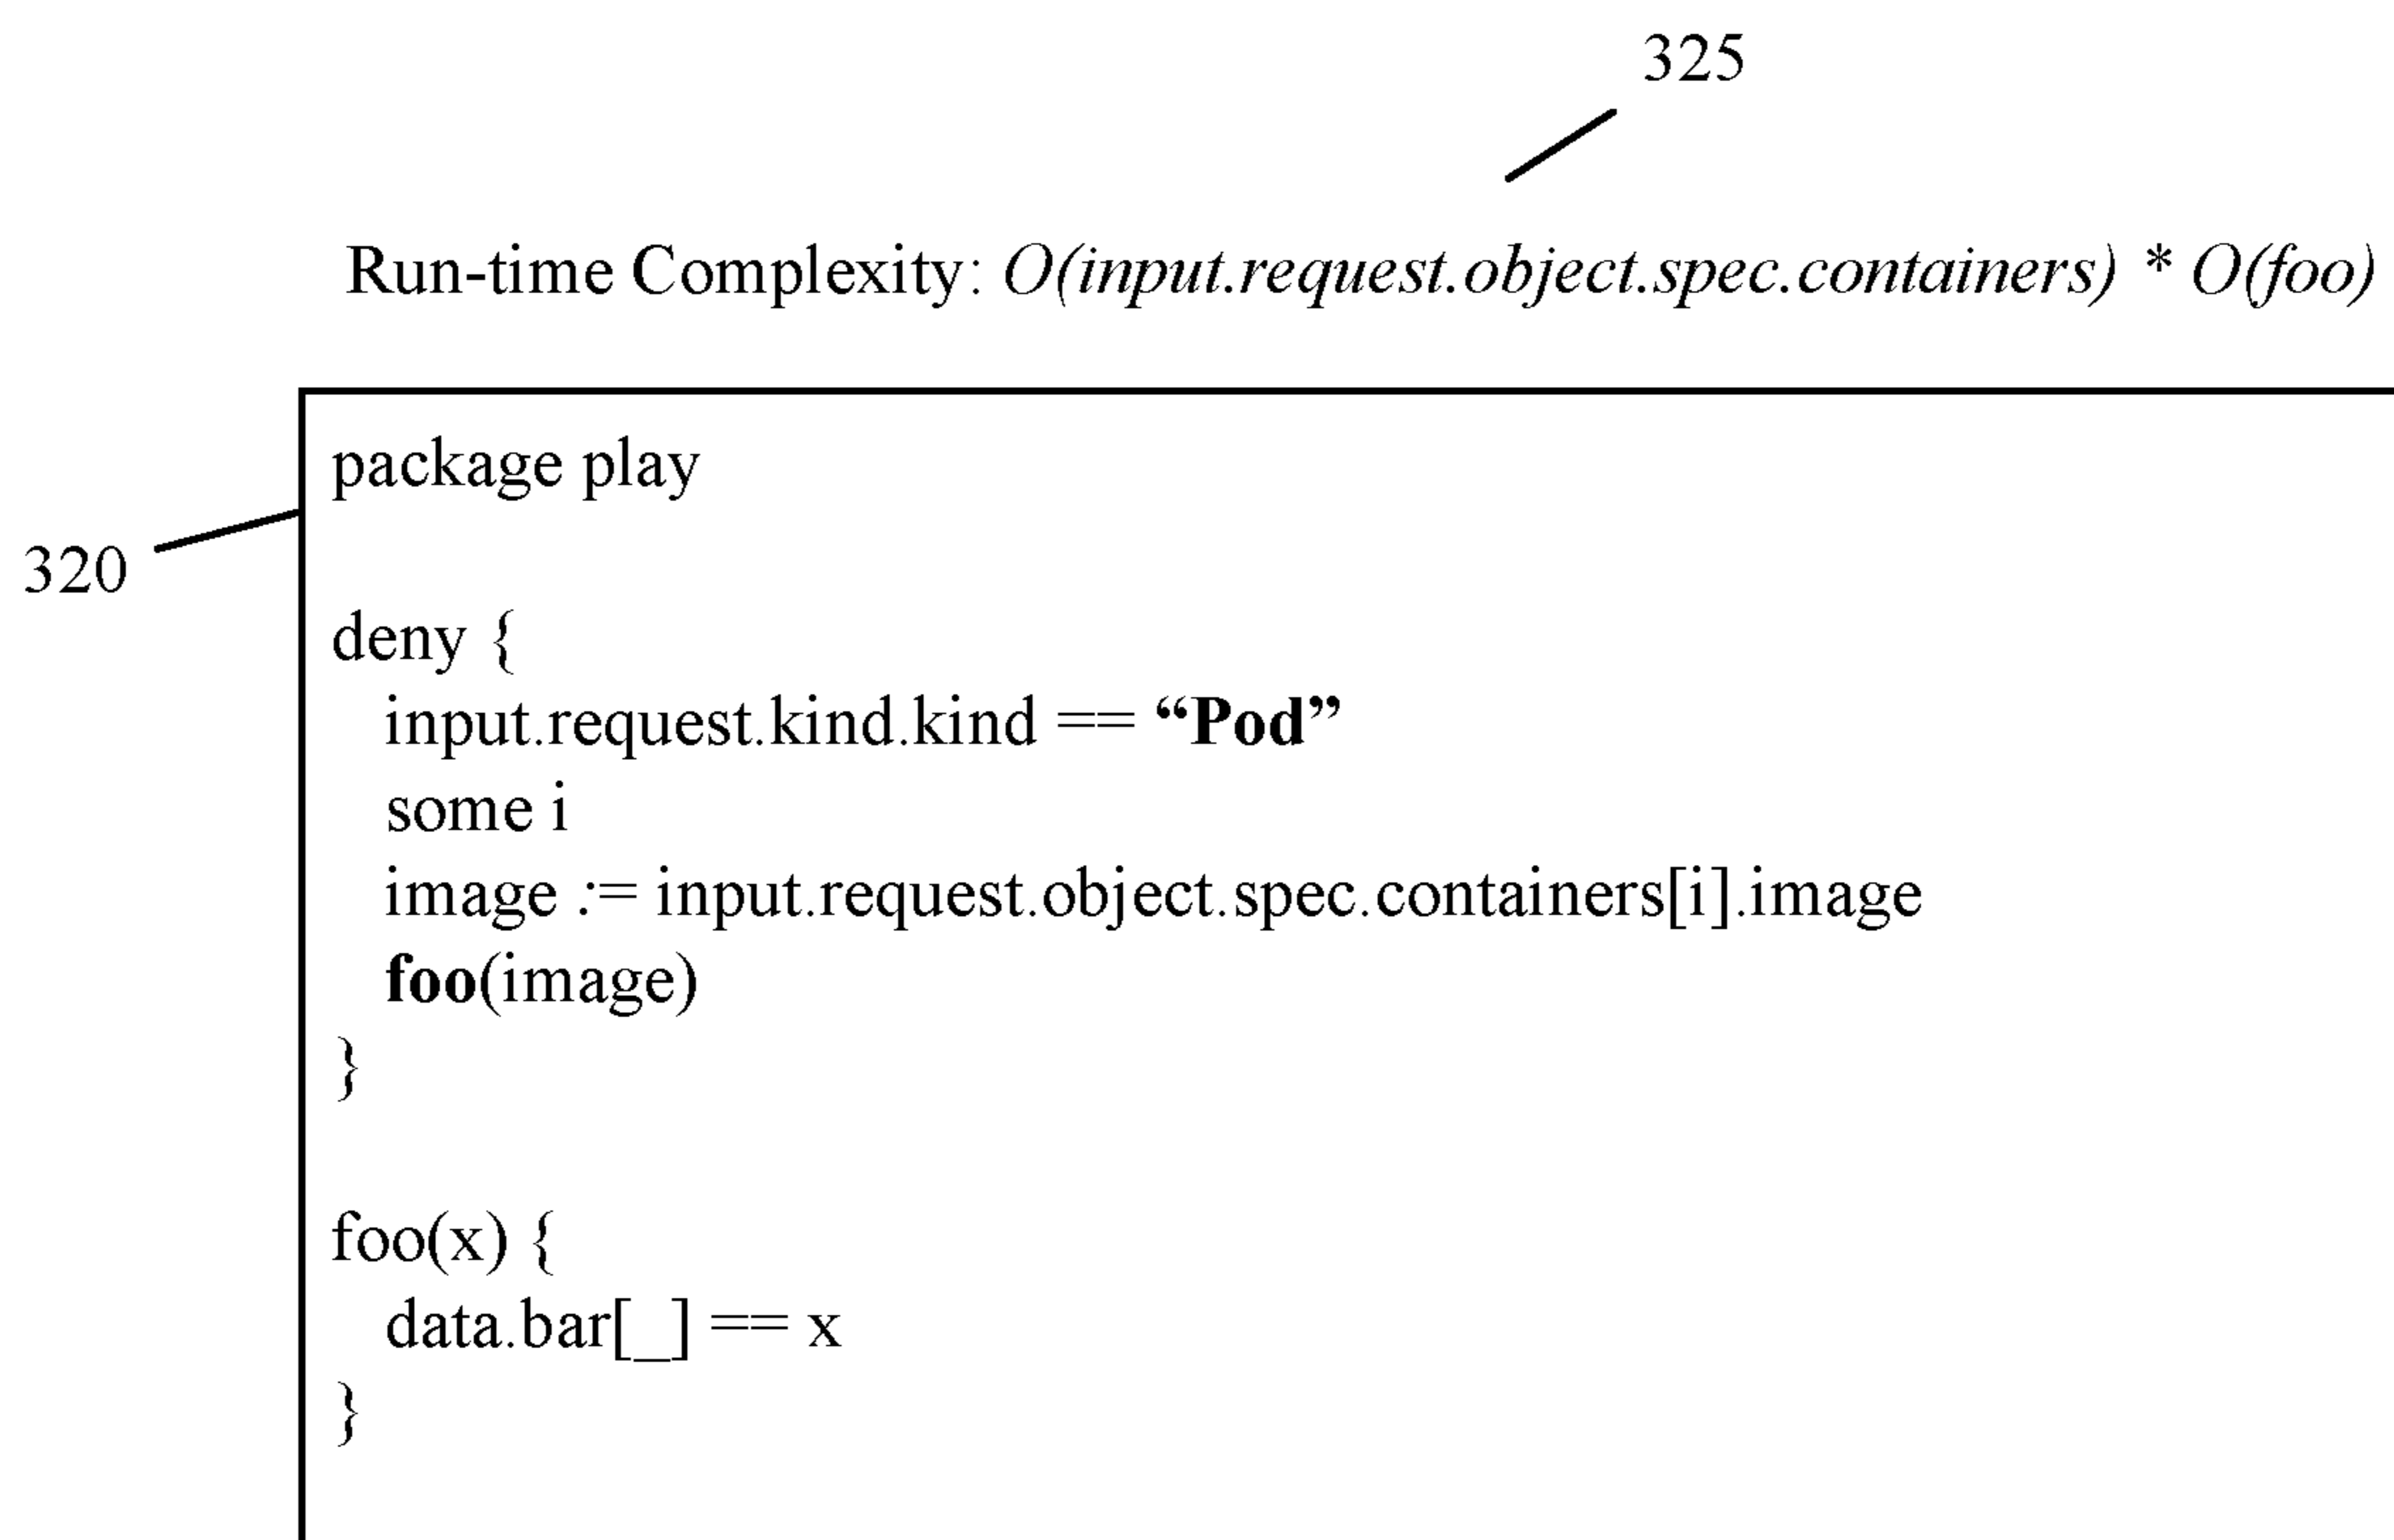 325
Run-time Complexity: O(input.request.object.spec.containers) * O(foo)
package play
320
deny {
input.request.kind.kind == “Pod”
some i
image := input.request.object.spec.containers[i].image
foo(image)
}
foo(x) {
data.bar[_] == x
}